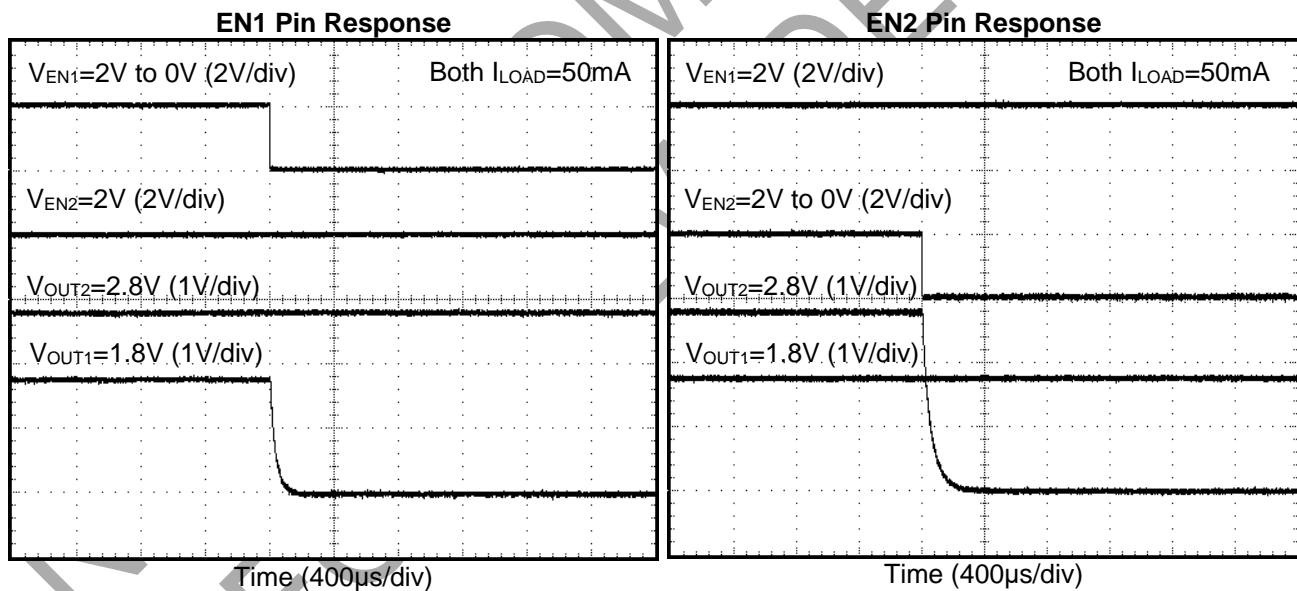 EN1 Pin Response
VEN1=2V to 0V (2V/div) Both ILOAD=50mA
VEN2=2V (2V/div)
VOUT2=2.8V (1V/div)
VOUT1=1.8V (1V/div)
Time (400µs/div)
EN2 Pin Response
VEN1=2V (2V/div) Both ILOAD=50mA
VEN2=2V to 0V (2V/div)
VOUT2=2.8V (1V/div)
VOUT1=1.8V (1V/div)
Time (400µs/div)